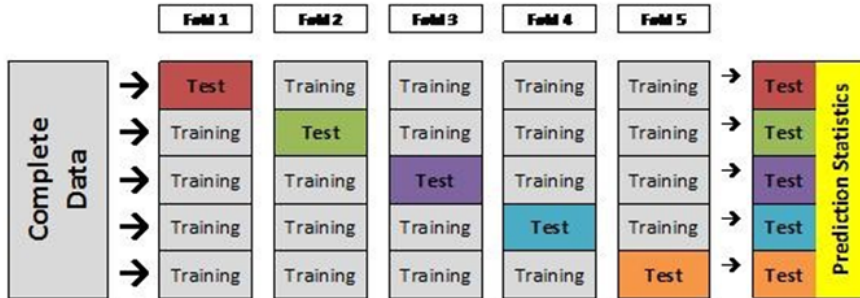 Fold 1 Fold 2 Fold 3 Fold 4 Fold 5
Complete Data
Test Training Training Training Training Test
Training Test Training Training Training Test
Training Training Test Training Training Test
Training Training Training Test Training Test
Training Training Training Training Test Test
Prediction Statistics